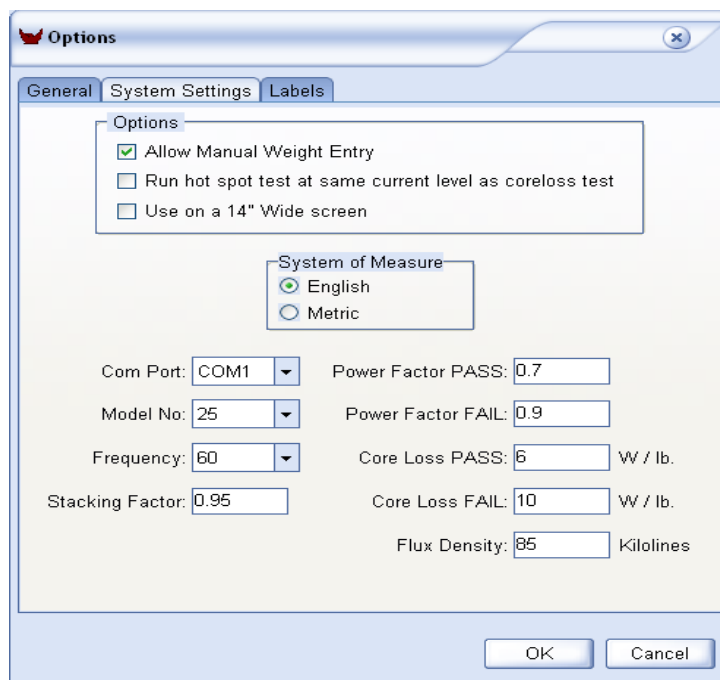 Options
General System Settings Labels
Options
Allow Manual Weight Entry
Run hot spot test at same current level as coreloss test
Use on a 14" Wide screen
System of Measure
English
Metric
Com Port: COM1
Power Factor PASS: 0.7
Model No: 25
Power Factor FAIL: 0.9
Frequency: 60
Core Loss PASS: 6 W / lb.
Stacking Factor: 0.95
Core Loss FAIL: 10 W / lb.
Flux Density: 85 Kilolines
OK Cancel